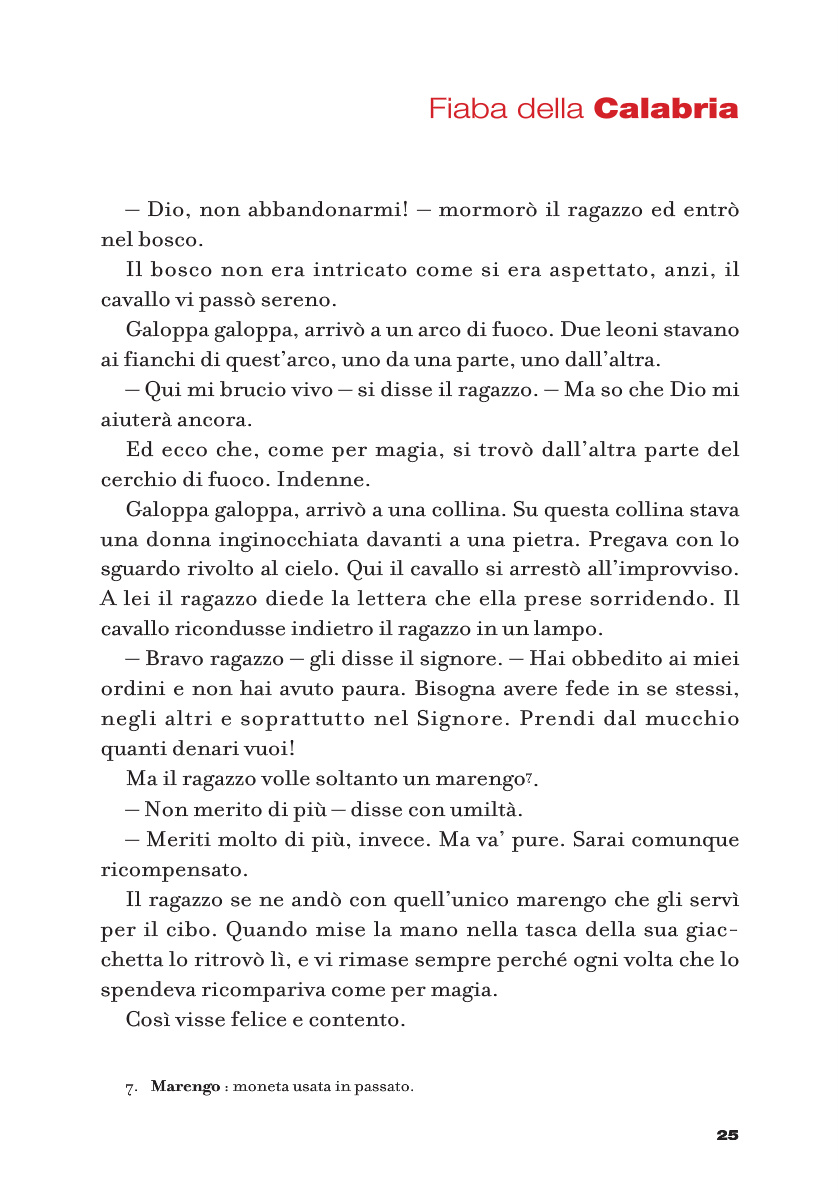 Fiaba della Calabria
— Dio, non abbandonarmi! — mormorò il ragazzo ed entrò
nel bosco.
Il bosco non era intricato come si era aspettato, anzi, il
cavallo vi passò sereno.
Galoppa galoppa, arrivò a un arco di fuoco. Due leoni stavano
ai fianchi di quest’arco, uno da una parte, uno dall’altra.
— Qui mi brucio vivo — si disse il ragazzo. — Ma so che Dio mi
aiuterà ancora.
Ed ecco che, come per magia, si trovò dall’altra parte del
cerchio di fuoco. Indenne.
Galoppa galoppa, arrivò a una collina. Su questa collina stava
una donna inginocchiata davanti a una pietra. Pregava con lo
sguardo rivolto al cielo. Qui il cavallo si arrestò all’improvviso.
A lei il ragazzo diede la lettera che ella prese sorridendo. Il
cavallo ricondusse indietro il ragazzo in un lampo.
— Bravo ragazzo — gli disse il signore. — Hai obbedito ai miei
ordini e non hai avuto paura. Bisogna avere fede in se stessi,
negli altri e soprattutto nel Signore. Prendi dal mucchio
quanti denari vuoi!
Ma il ragazzo volle soltanto un marengo7.
— Non merito di più — disse con umiltà.
— Meriti molto di più, invece. Ma va’ pure. Sarai comunque
ricompensato.
Il ragazzo se ne andò con quell’unico marengo che gli servì
per il cibo. Quando mise la mano nella tasca della sua giac-
chetta lo ritrovò lì, e vi rimase sempre perché ogni volta che lo
spendeva ricompariva come per magia.
Così visse felice e contento.
7. Marengo : moneta usata in passato.
25